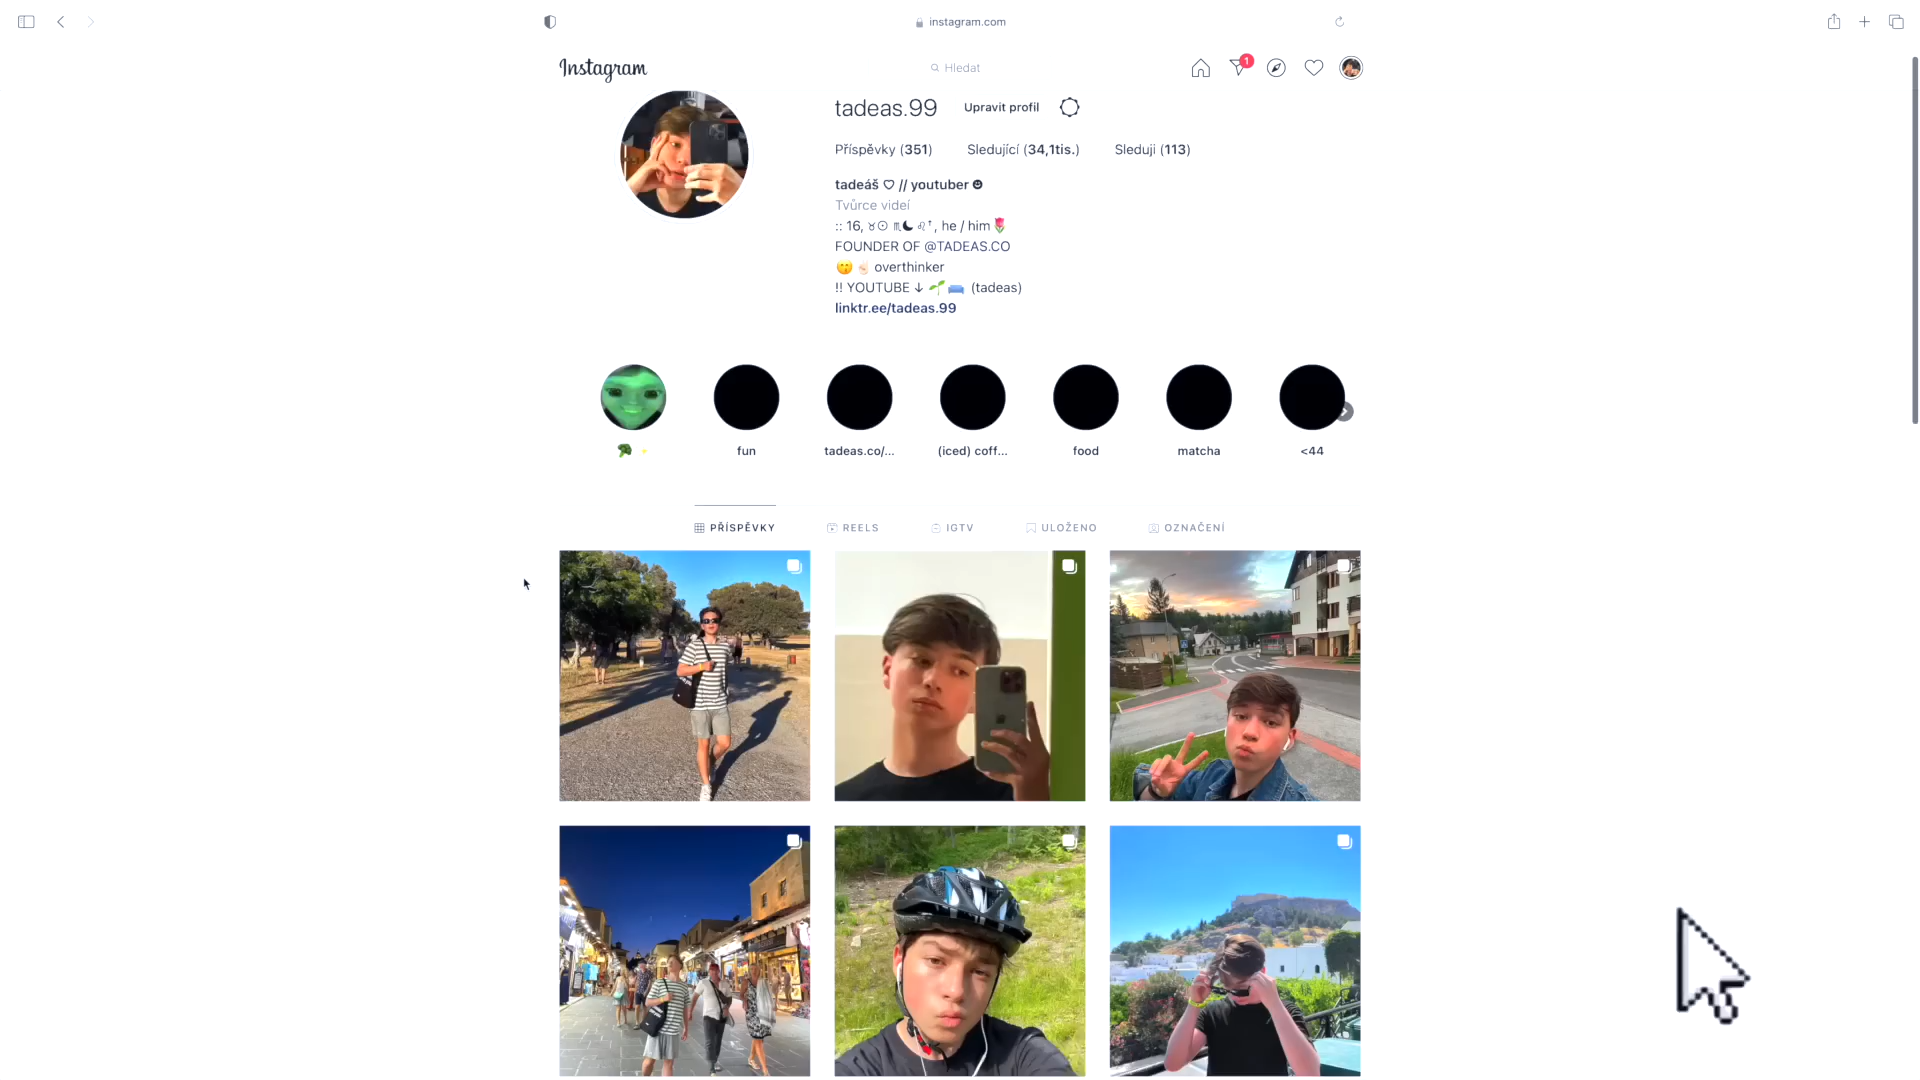 instagram.com
Instagram
Hledat
1
tadeas.99 Upravit profil
Příspěvky (351) Sledující (34,1tis.) Sleduji (113)
tadeáš ♡ // youtuber ☻
Tvůrce videí
:: 16, ♉︎☉ ♏︎☾ ♌︎↑, he / him🌷
FOUNDER OF @TADEAS.CO
😙 🤏🏻 overthinker
!! YOUTUBE ↓ 🌱🛋 (tadeas)
linktr.ee/tadeas.99
🥦 ✨ fun tadeas.co/... (iced) coff... food matcha <44
PŘÍSPĚVKY REELS IGTV ULOŽENO OZNAČENÍ